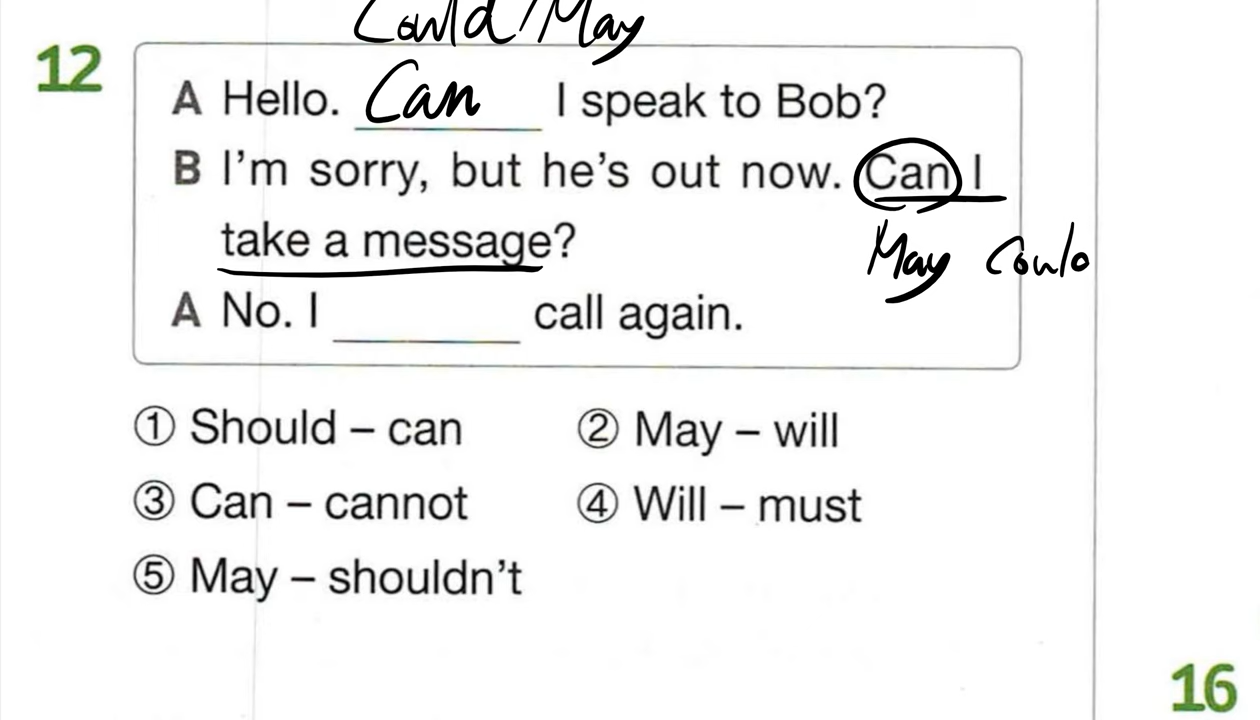 Could / May
12
A Hello. Can I speak to Bob?
B I'm sorry, but he's out now. Can I
take a message?
May Could
A No. I ________ call again.
① Should – can ② May – will
③ Can – cannot ④ Will – must
⑤ May – shouldn't
16